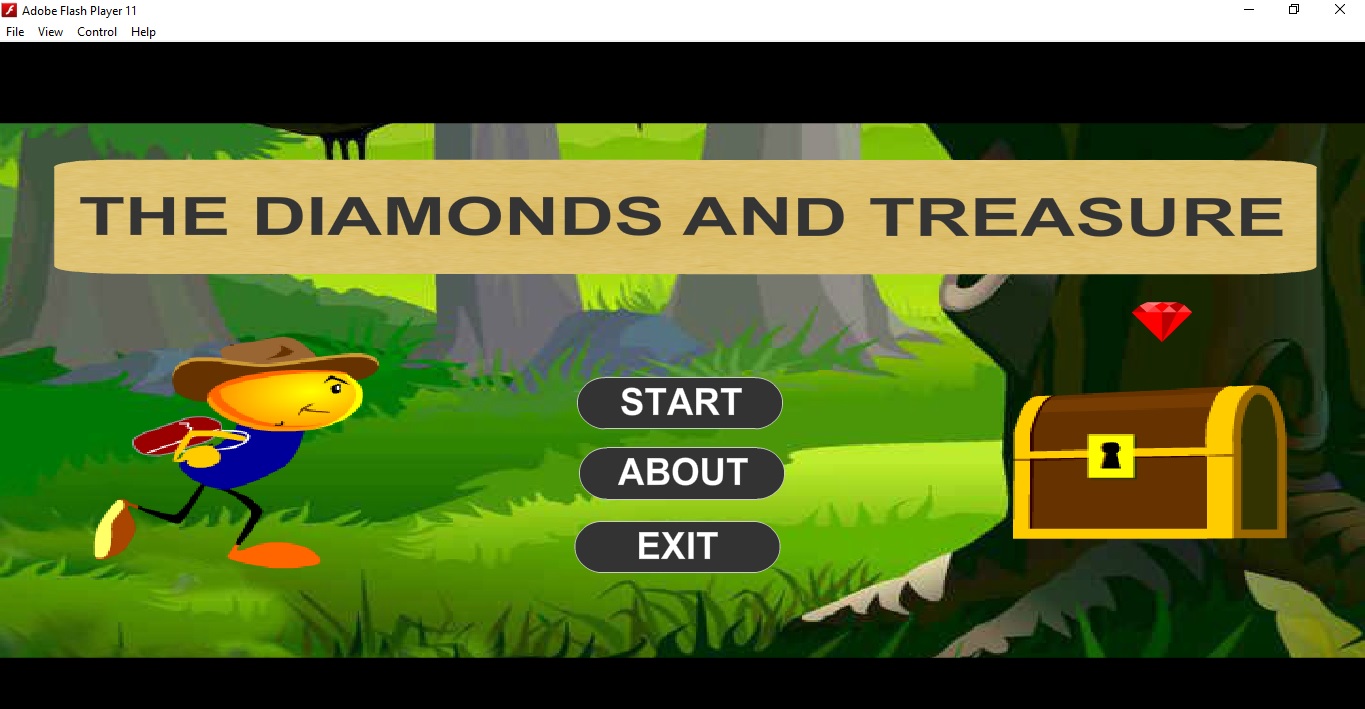 Adobe Flash Player 11
File View Control Help
THE DIAMONDS AND TREASURE
START
ABOUT
EXIT